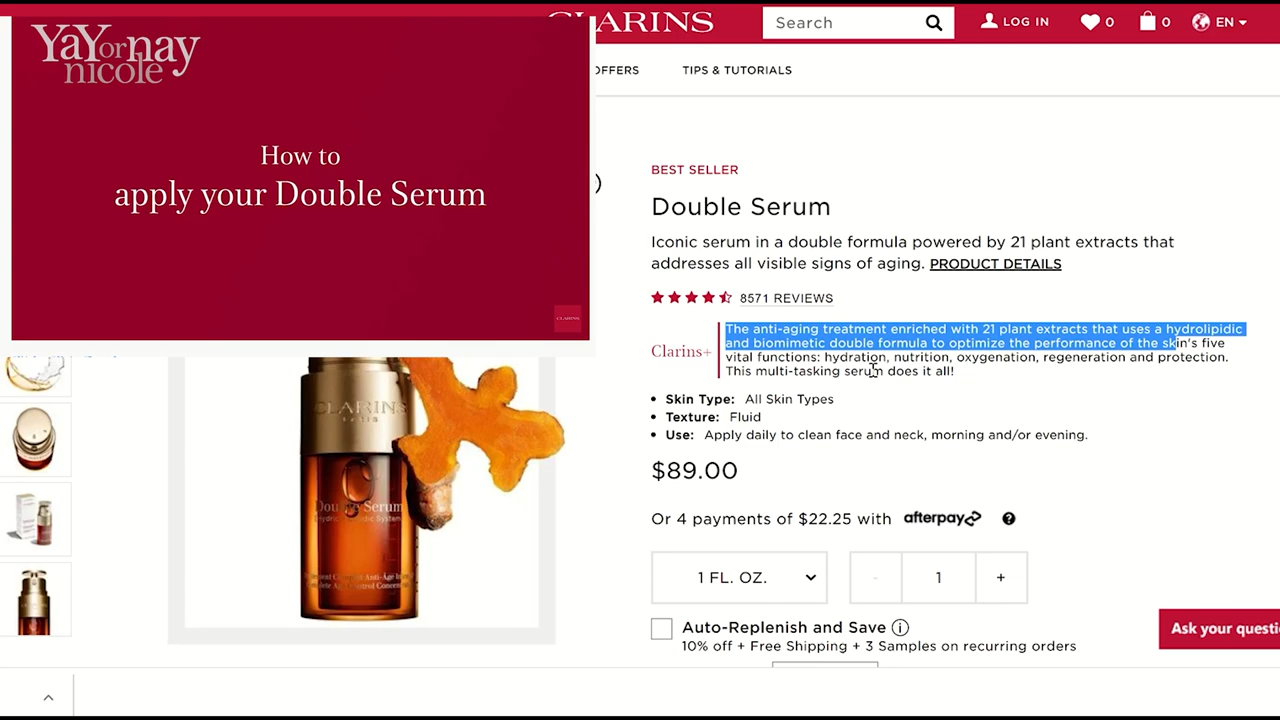 YaYornay
nicole
How to
apply your Double Serum
CLARINS
CLARINS
Search
LOG IN
0
0
EN
OFFERS
TIPS & TUTORIALS
BEST SELLER
Double Serum
Iconic serum in a double formula powered by 21 plant extracts that
addresses all visible signs of aging. PRODUCT DETAILS
8571 REVIEWS
Clarins+
The anti-aging treatment enriched with 21 plant extracts that uses a hydrolipidic
and biomimetic double formula to optimize the performance of the skin's five
vital functions: hydration, nutrition, oxygenation, regeneration and protection.
This multi-tasking serum does it all!
• Skin Type: All Skin Types
• Texture: Fluid
• Use: Apply daily to clean face and neck, morning and/or evening.
$89.00
Or 4 payments of $22.25 with afterpay
1 FL. OZ.
- 1 +
Auto-Replenish and Save
10% off + Free Shipping + 3 Samples on recurring orders
Ask your questi
CLARINS
PARIS
Double Serum